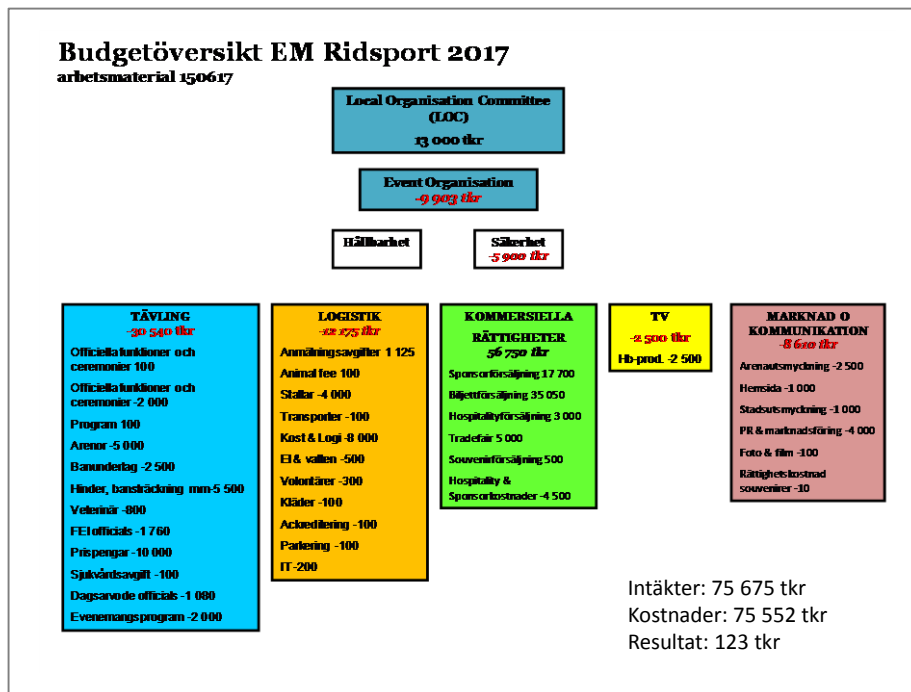 Budgetöversikt EM Ridsport 2017
arbetsmaterial 150617
Local Organisation Committee
(LOC)
13 000 tkr
Event Organisation
-9 903 tkr
Hållbarhet
Säkerhet
-5 900 tkr
TÄVLING
-30 540 tkr
Officiella funktioner och
ceremonier 100
Officiella funktioner och
ceremonier -2 000
Program 100
Arenor -5 000
Banunderlag -2 500
Hinder, bansträckning mm-5 500
Veterinär -800
FEI officials -1 760
Prispengar -10 000
Sjukvårdsavgift -100
Dagsarvode officials -1 080
Evenemangsprogram -2 000
LOGISTIK
-12 175 tkr
Anmälningsavgifter 1 125
Animal fee 100
Stallar -4 000
Transporter -100
Kost & Logi -8 000
El & vatten -500
Volontärer -300
Kläder -100
Ackreditering -100
Parkering -100
IT -200
KOMMERSIELLA
RÄTTIGHETER
56 750 tkr
Sponsorförsäljning 17 700
Biljettförsäljning 35 050
Hospitalityförsäljning 3 000
Tradefair 5 000
Souvenirförsäljning 500
Hospitality &
Sponsorkostnader -4 500
TV
-2 500 tkr
Hb-prod. -2 500
MARKNAD O
KOMMUNIKATION
-8 610 tkr
Arenautsmyckning -2 500
Hemsida -1 000
Stadsutsmyckning -1 000
PR & marknadsföring -4 000
Foto & film -100
Rättighetskostnad
souvenirer -10
Intäkter: 75 675 tkr
Kostnader: 75 552 tkr
Resultat: 123 tkr